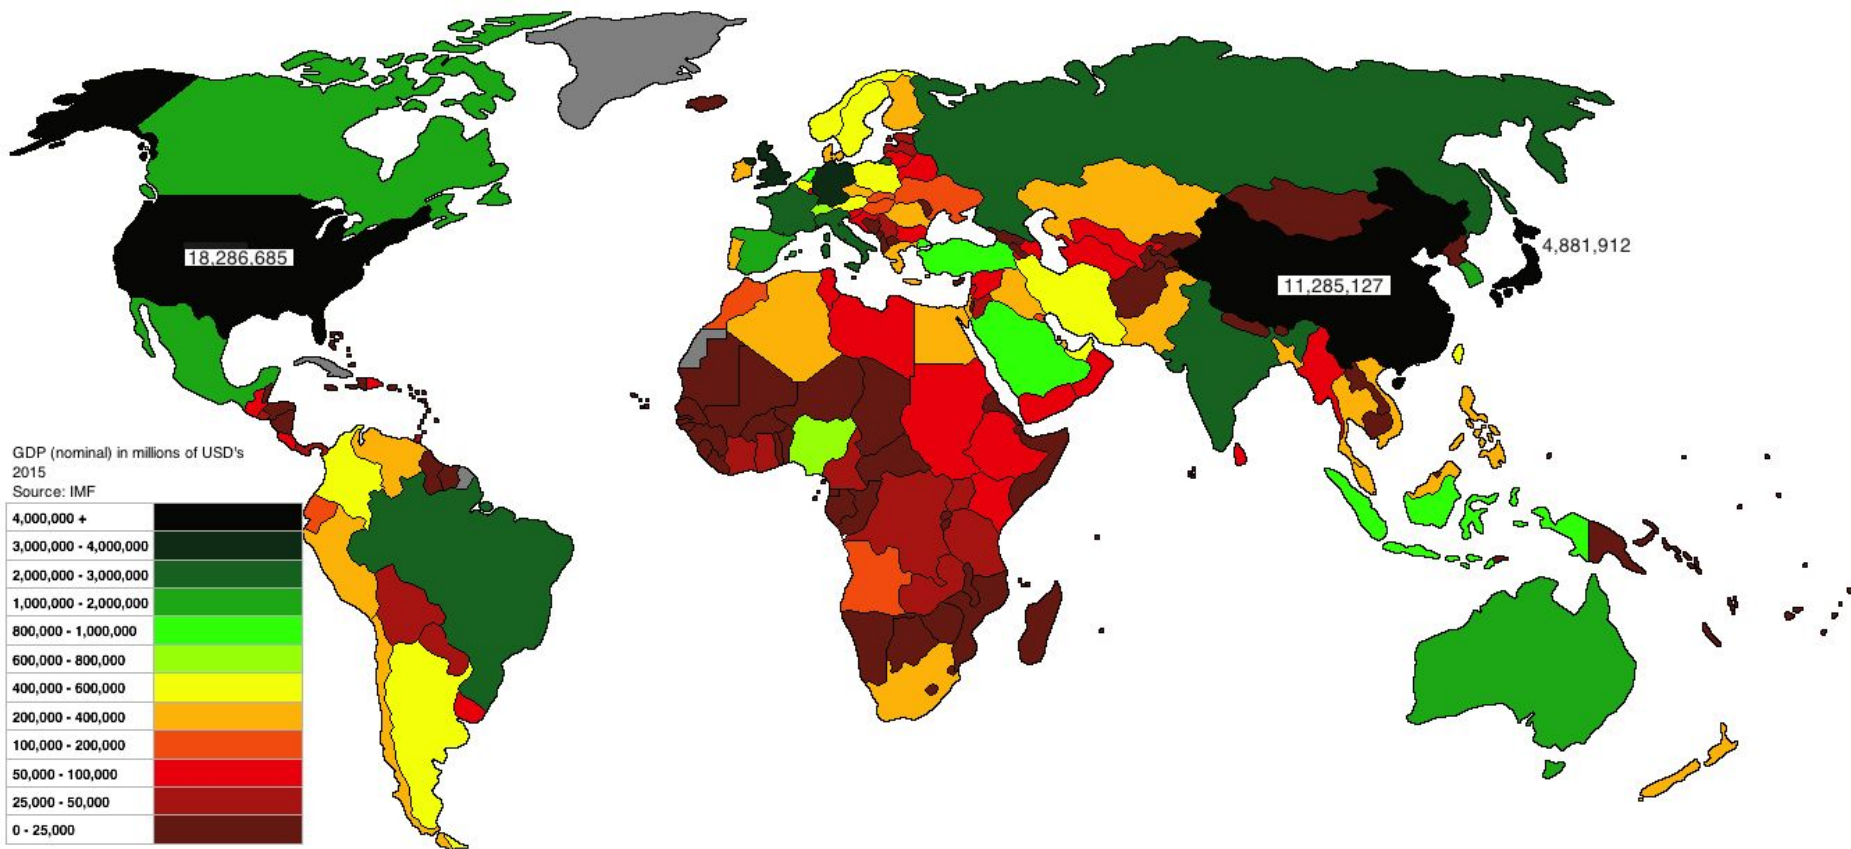 18,286,685
4,881,912
11,285,127
GDP (nominal) in millions of USD's
2015
Source: IMF
4,000,000 +
3,000,000 - 4,000,000
2,000,000 - 3,000,000
1,000,000 - 2,000,000
800,000 - 1,000,000
600,000 - 800,000
400,000 - 600,000
200,000 - 400,000
100,000 - 200,000
50,000 - 100,000
25,000 - 50,000
0 - 25,000